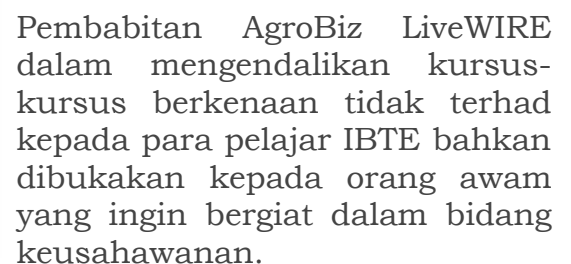 Pembabitan AgroBiz LiveWIRE
dalam mengendalikan kursus-
kursus berkenaan tidak terhad
kepada para pelajar IBTE bahkan
dibukakan kepada orang awam
yang ingin bergiat dalam bidang
keusahawanan.